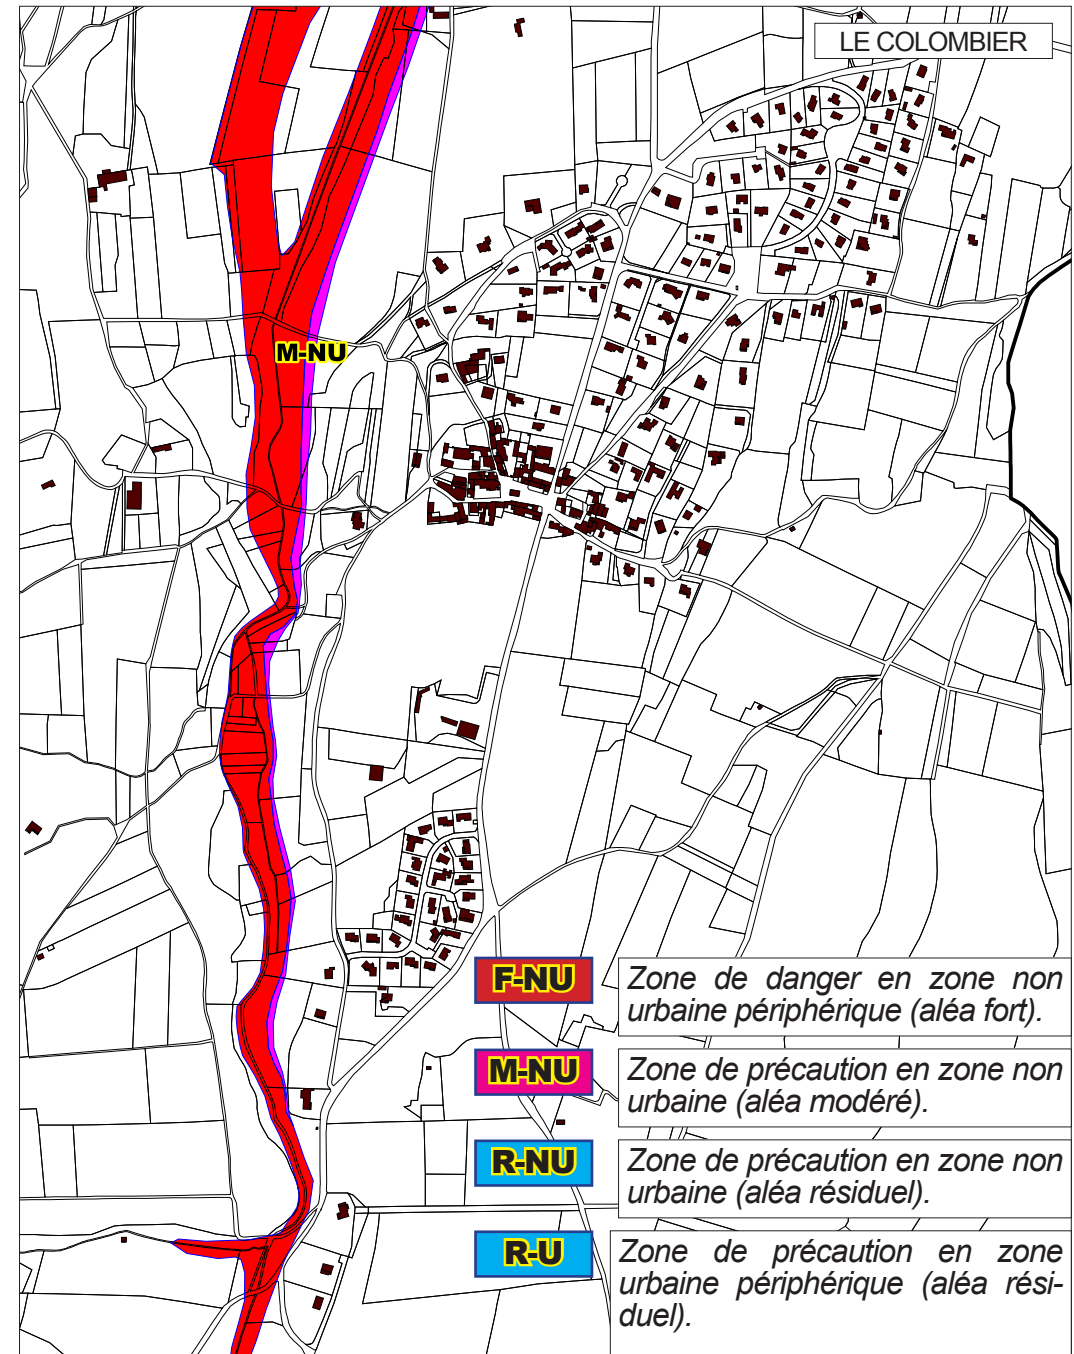 LE COLOMBIER
M-NU
F-NU
Zone de danger en zone non
urbaine périphérique (aléa fort).
M-NU
Zone de précaution en zone non
urbaine (aléa modéré).
R-NU
Zone de précaution en zone non
urbaine (aléa résiduel).
R-U
Zone de précaution en zone
urbaine périphérique (aléa rési-
duel).